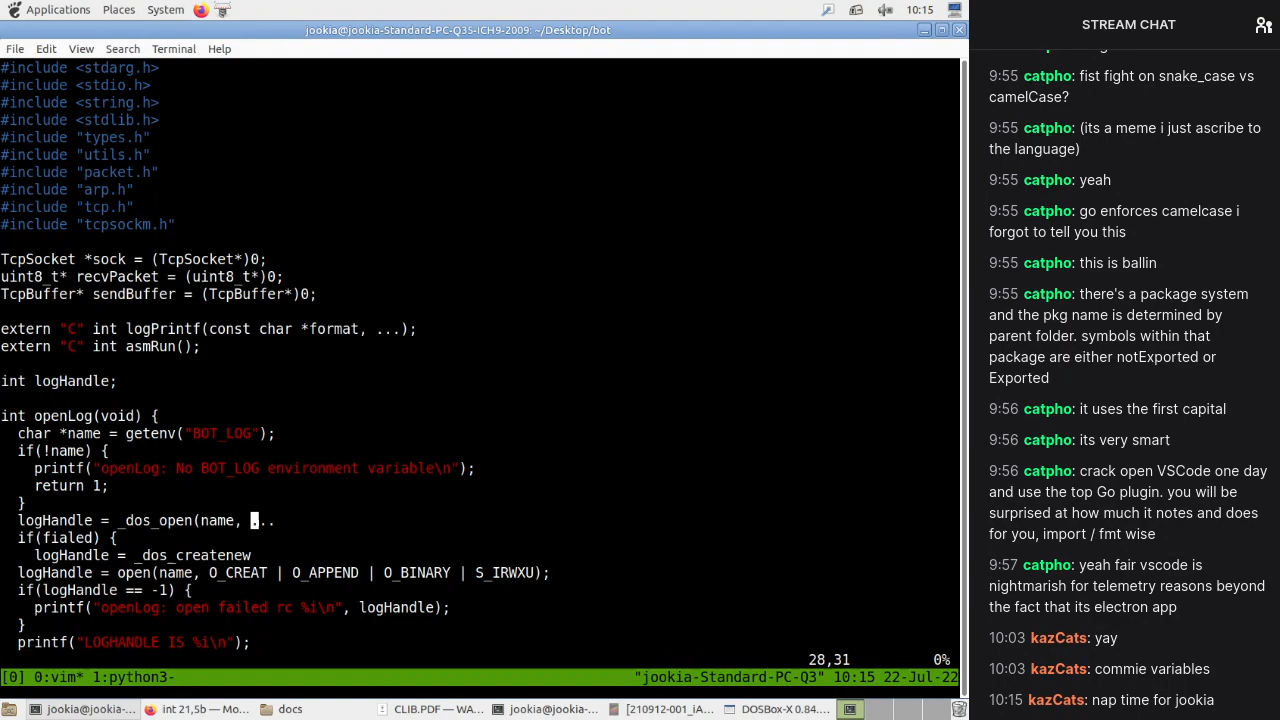 Applications Places System
10:15
jookia@jookia-Standard-PC-Q35-ICH9-2009: ~/Desktop/bot
File Edit View Search Terminal Help
#include <stdarg.h>
#include <stdio.h>
#include <string.h>
#include <stdlib.h>
#include "types.h"
#include "utils.h"
#include "packet.h"
#include "arp.h"
#include "tcp.h"
#include "tcpsockm.h"
TcpSocket *sock = (TcpSocket*)0;
uint8_t* recvPacket = (uint8_t*)0;
TcpBuffer* sendBuffer = (TcpBuffer*)0;
extern "C" int logPrintf(const char *format, ...);
extern "C" int asmRun();
int logHandle;
int openLog(void) {
char *name = getenv("BOT_LOG");
if(!name) {
printf("openLog: No BOT_LOG environment variable\n");
return 1;
}
logHandle = _dos_open(name, ...
if(fialed) {
logHandle = _dos_createnew
logHandle = open(name, O_CREAT | O_APPEND | O_BINARY | S_IRWXU);
if(logHandle == -1) {
printf("openLog: open failed rc %i\n", logHandle);
}
printf("LOGHANDLE IS %i\n");
28,31 0%
[0] 0:vim* 1:python3- "jookia-Standard-PC-Q3" 10:15 22-Jul-22
jookia@jookia-... int 21,5b — Mo... docs CLIB.PDF — WA... jookia@jookia-... [210912-001_iA... DOSBox-X 0.84...
STREAM CHAT
9:55 catpho: fist fight on snake_case vs
camelCase?
9:55 catpho: (its a meme i just ascribe to
the language)
9:55 catpho: yeah
9:55 catpho: go enforces camelcase i
forgot to tell you this
9:55 catpho: this is ballin
9:55 catpho: there's a package system
and the pkg name is determined by
parent folder. symbols within that
package are either notExported or
Exported
9:56 catpho: it uses the first capital
9:56 catpho: its very smart
9:56 catpho: crack open VSCode one day
and use the top Go plugin. you will be
surprised at how much it notes and does
for you, import / fmt wise
9:57 catpho: yeah fair vscode is
nightmarish for telemetry reasons beyond
the fact that its electron app
10:03 kazCats: yay
10:03 kazCats: commie variables
10:15 kazCats: nap time for jookia